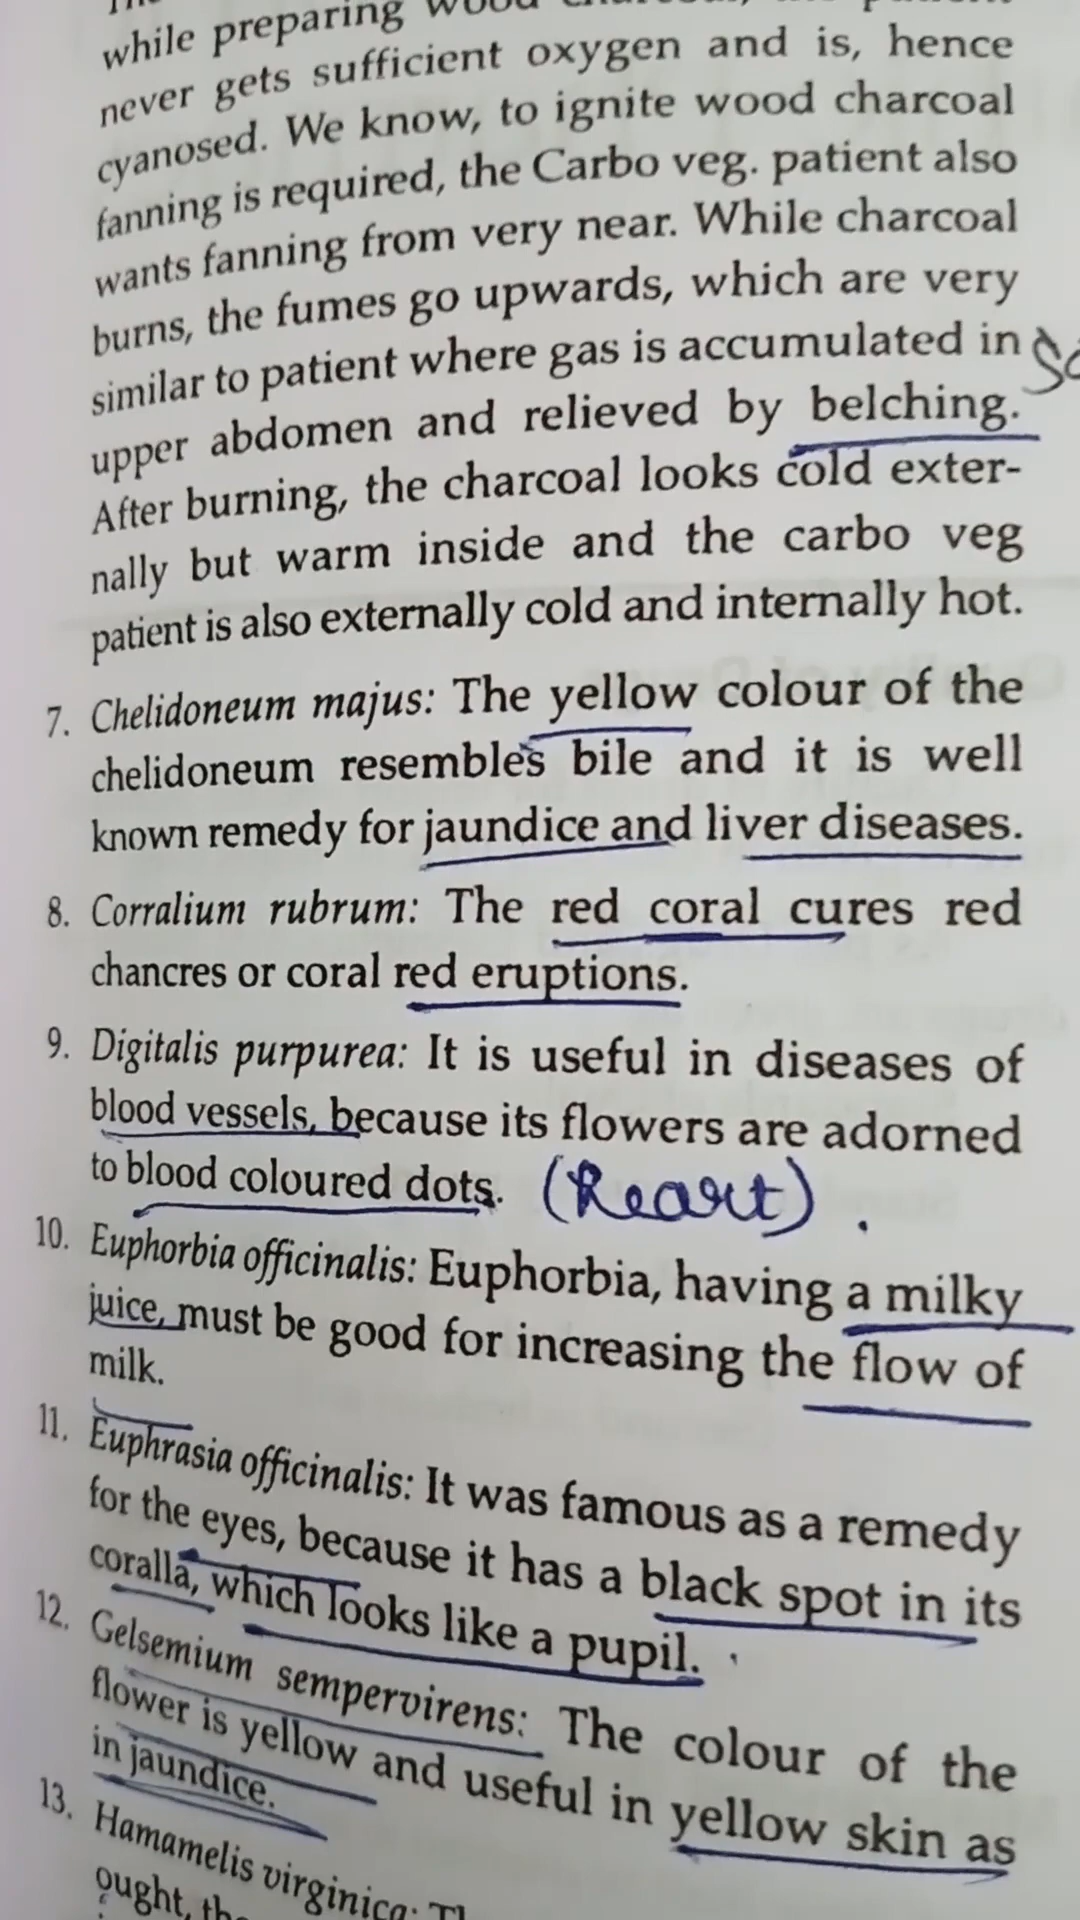 while preparing
never gets sufficient oxygen and is, hence
cyanosed. We know, to ignite wood charcoal
fanning is required, the Carbo veg. patient also
wants fanning from very near. While charcoal
burns, the fumes go upwards, which are very
similar to patient where gas is accumulated in
upper abdomen and relieved by belching.
After burning, the charcoal looks cold exter-
nally but warm inside and the carbo veg
patient is also externally cold and internally hot.
7. Chelidoneum majus: The yellow colour of the
chelidoneum resembles bile and it is well
known remedy for jaundice and liver diseases.
8. Corralium rubrum: The red coral cures red
chancres or coral red eruptions.
9. Digitalis purpurea: It is useful in diseases of
blood vessels, because its flowers are adorned
to blood coloured dots. (Heart).
10. Euphorbia officinalis: Euphorbia, having a milky
juice, must be good for increasing the flow of
milk.
11. Euphrasia officinalis: It was famous as a remedy
for the eyes, because it has a black spot in its
coralla, which looks like a pupil.
12. Gelsemium sempervirens: The colour of the
flower is yellow and useful in yellow skin as
in jaundice.
13. Hamamelis virginica:
ought,